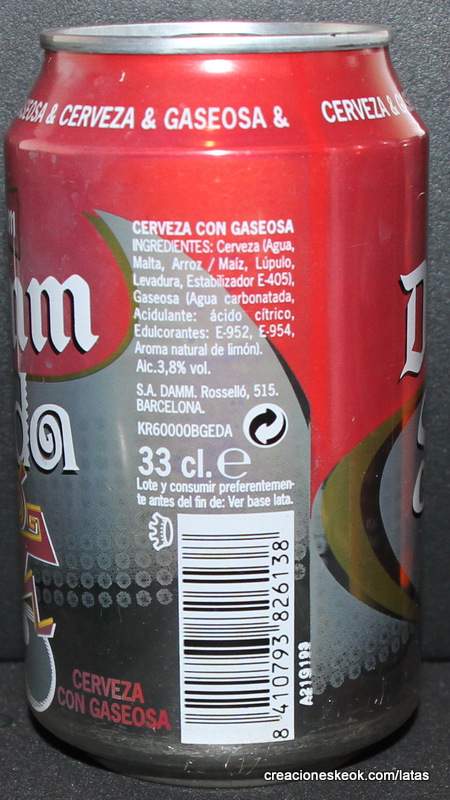 & CERVEZA & GASEOSA &
CERVEZA &
CERVEZA CON GASEOSA
INGREDIENTES: Cerveza (Agua,
Malta, Arroz / Maíz, Lúpulo,
Levadura, Estabilizador E-405),
Gaseosa (Agua carbonatada,
Acidulante: ácido cítrico,
Edulcorantes: E-952, E-954,
Aroma natural de limón).
Alc.3,8% vol.
S.A. DAMM. Rosselló, 515.
BARCELONA.
KR60000BGEDA
33 cl. e
Lote y consumir preferentemen-
te antes del fin de: Ver base lata.
8 410793 826138
A219199
CERVEZA
CON GASEOSA
creacioneskeok.com/latas